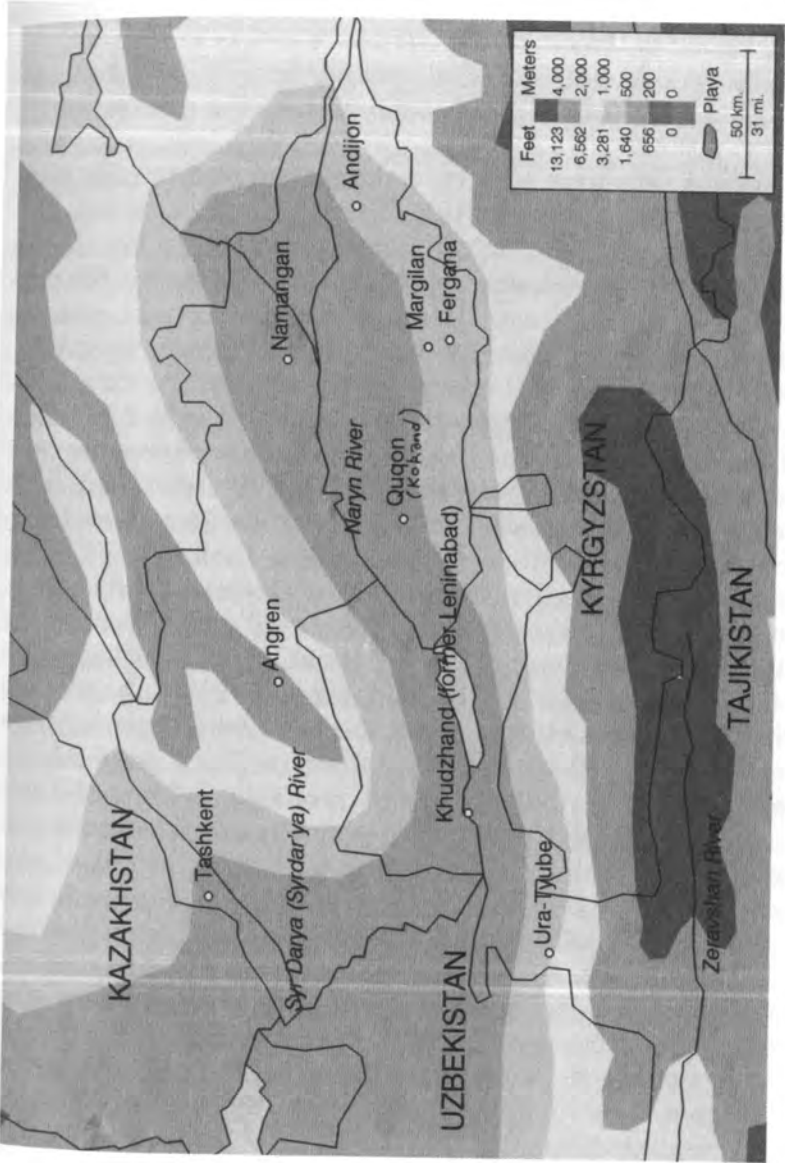 KAZAKHSTAN
Tashkent
Syr Darya (Syrdar'ya) River
Angren
Namangan
Naryn River
Andijon
Quqon
(Kokand)
Margilan
Fergana
Khudzhand (former Leninabad)
UZBEKISTAN
Ura-Tyube
KYRGYZSTAN
Zeravshan River
TAJIKISTAN
Feet Meters
13,123 4,000
6,562 2,000
3,281 1,000
1,640 500
656 200
0 0
Playa
50 km.
31 mi.